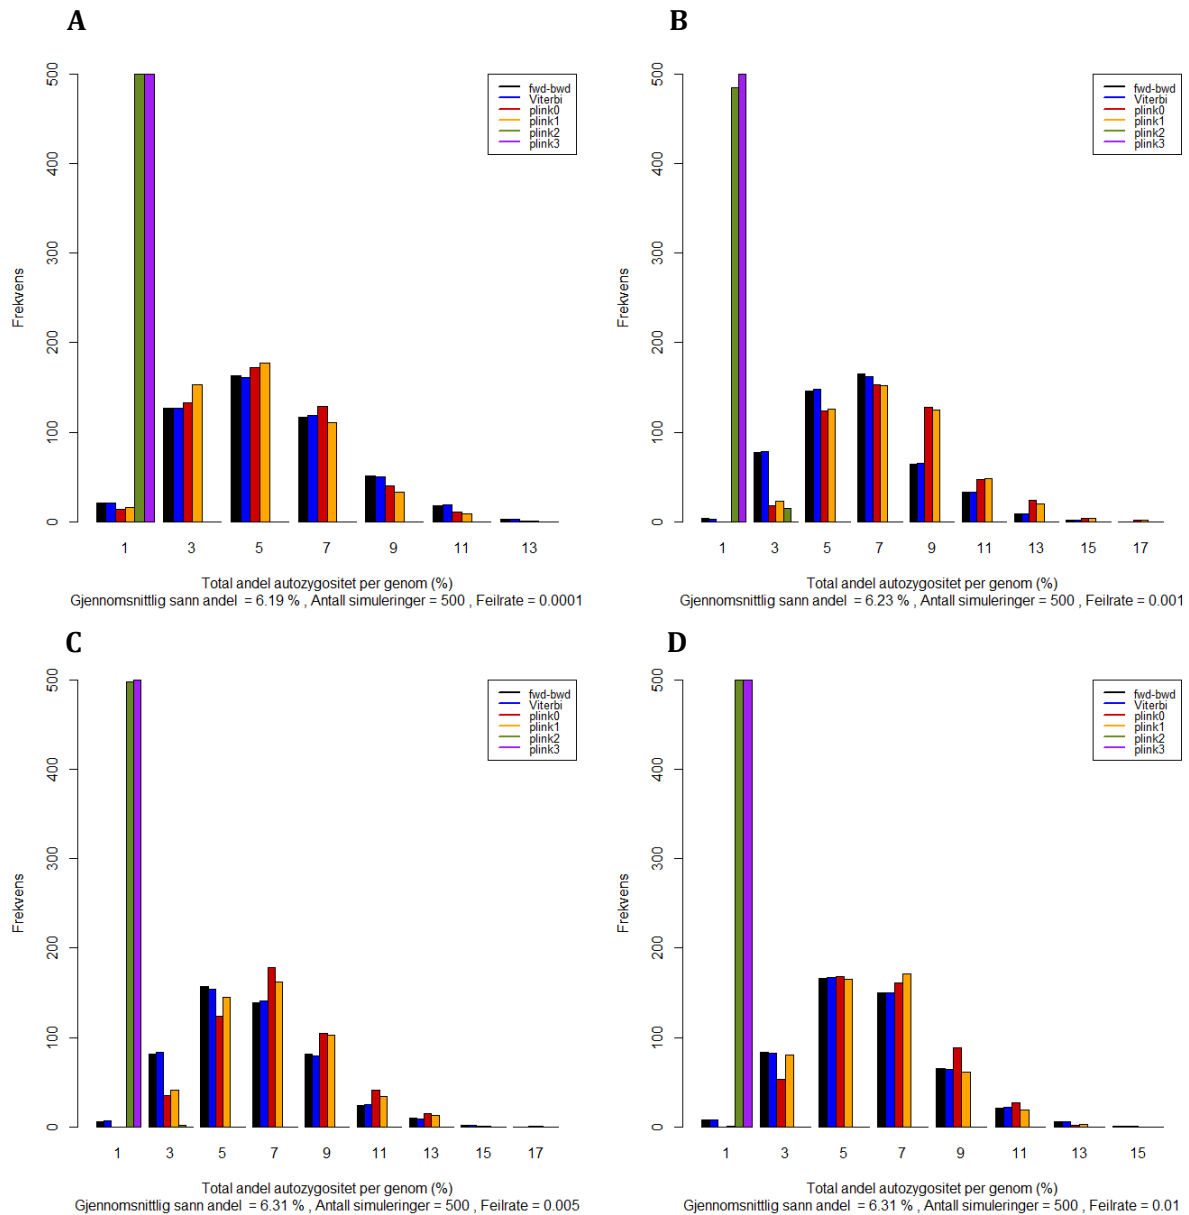 A
500
400
300
200
100
0
Frekvens
fwd-bwd
Viterbi
plink0
plink1
plink2
plink3
1 3 5 7 9 11 13
Total andel autozygositet per genom (%)
Gjennomsnittlig sann andel = 6.19 % , Antall simuleringer = 500 , Feilrate = 0.0001
B
500
400
300
200
100
0
Frekvens
fwd-bwd
Viterbi
plink0
plink1
plink2
plink3
1 3 5 7 9 11 13 15 17
Total andel autozygositet per genom (%)
Gjennomsnittlig sann andel = 6.23 % , Antall simuleringer = 500 , Feilrate = 0.001
C
500
400
300
200
100
0
Frekvens
fwd-bwd
Viterbi
plink0
plink1
plink2
plink3
1 3 5 7 9 11 13 15 17
Total andel autozygositet per genom (%)
Gjennomsnittlig sann andel = 6.31 % , Antall simuleringer = 500 , Feilrate = 0.005
D
500
400
300
200
100
0
Frekvens
fwd-bwd
Viterbi
plink0
plink1
plink2
plink3
1 3 5 7 9 11 13 15
Total andel autozygositet per genom (%)
Gjennomsnittlig sann andel = 6.31 % , Antall simuleringer = 500 , Feilrate = 0.01